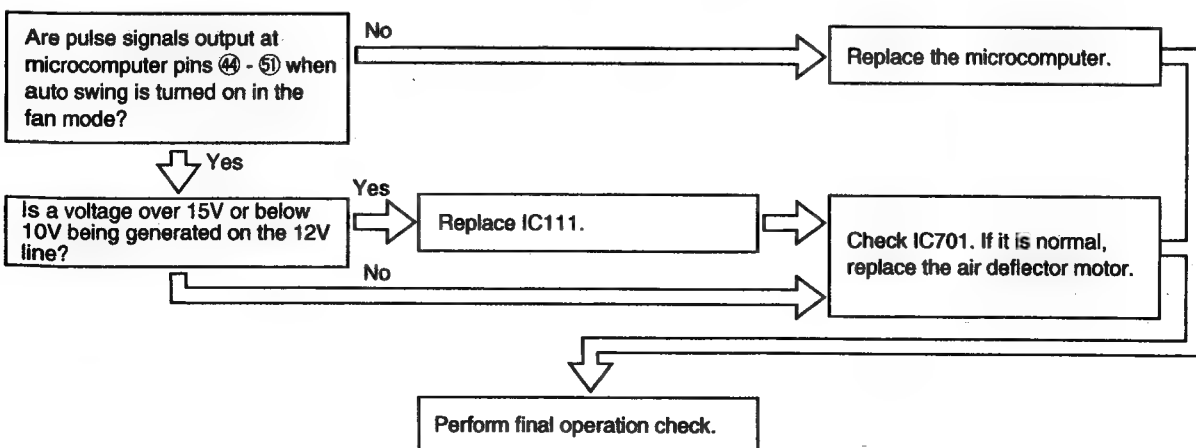 Are pulse signals output at
microcomputer pins ㊹ - 51 when
auto swing is turned on in the
fan mode?
No
Replace the microcomputer.
Yes
Is a voltage over 15V or below
10V being generated on the 12V
line?
Yes
Replace IC111.
No
Check IC701. If it is normal,
replace the air deflector motor.
Perform final operation check.